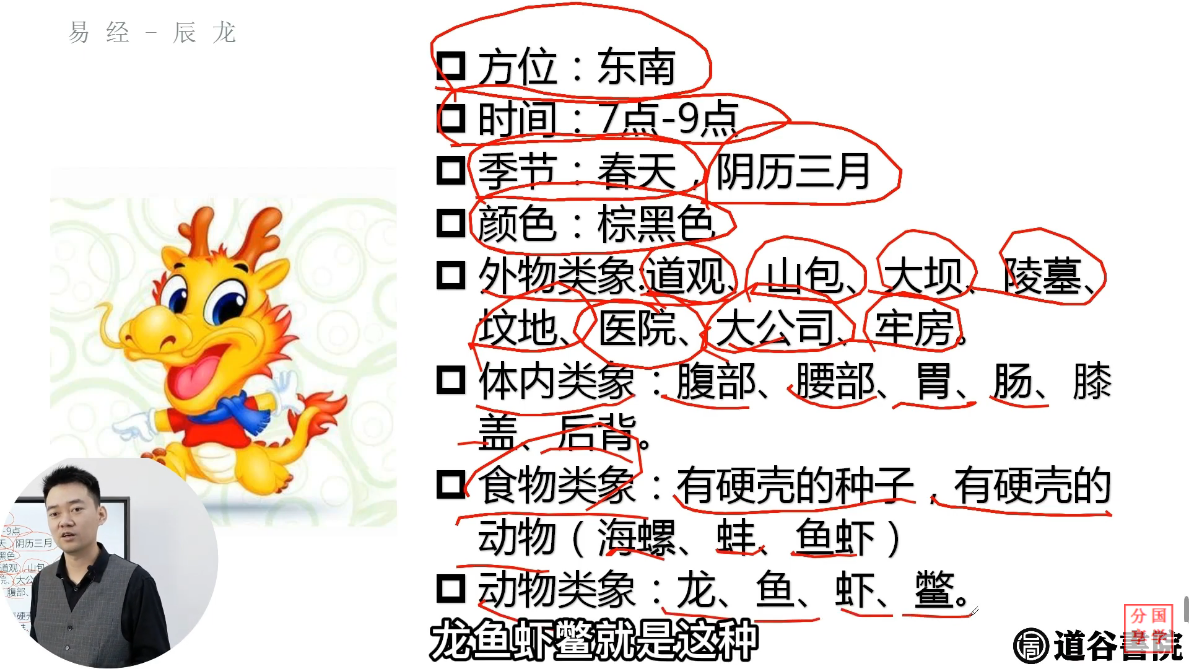 易经-辰龙
方位：东南
时间：7点-9点
季节：春天，阴历三月
颜色：棕黑色
外物类象:道观、山包、大坝、陵墓、
坟地、医院、大公司、牢房。
体内类象：腹部、腰部、胃、肠、膝
盖、后背。
食物类象：有硬壳的种子，有硬壳的
动物（海螺、蚌、鱼虾）
动物类象：龙、鱼、虾、鳖。
龙鱼虾鳖就是这种
分国
享学
道谷書院